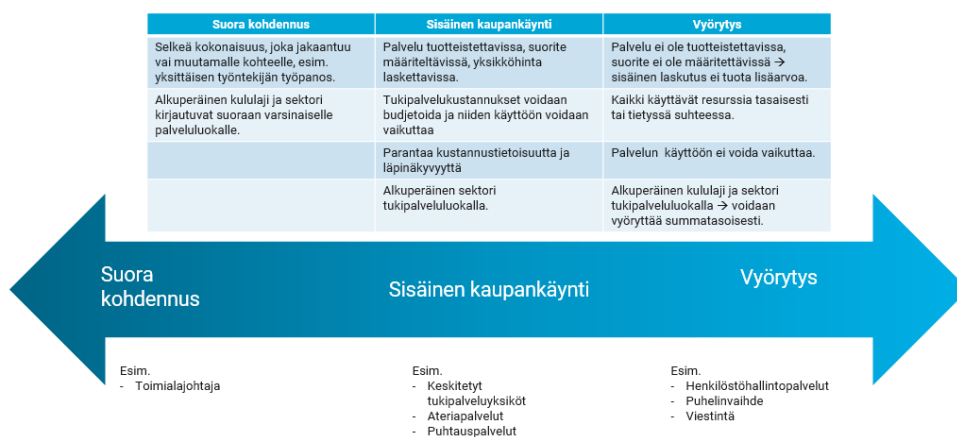 Suora kohdennus
Sisäinen kaupankäynti
Vyörytys
Selkeä kokonaisuus, joka jakaantuu
vai muutamalle kohteelle, esim.
yksittäisen työntekijän työpanos.
Palvelu tuotteistettavissa, suorite
määriteltävissä, yksikköhinta
laskettavissa.
Palvelu ei ole tuotteistettavissa,
suorite ei ole määritettävissä →
sisäinen laskutus ei tuota lisäarvoa.
Alkuperäinen kululaji ja sektori
kirjautuvat suoraan varsinaiselle
palveluluokalle.
Tukipalvelukustannukset voidaan
budjetoida ja niiden käyttöön voidaan
vaikuttaa
Kaikki käyttävät resurssia tasaisesti
tai tietyssä suhteessa.
Parantaa kustannustietoisuutta ja
läpinäkyvyyttä
Palvelun käyttöön ei voida vaikuttaa.
Alkuperäinen sektori
tukipalveluluokalla.
Alkuperäinen kululaji ja sektori
tukipalveluluokalla → voidaan
vyöryttää summatasoisesti.
Suora
kohdennus
Sisäinen kaupankäynti
Vyörytys
Esim.
- Toimialajohtaja
Esim.
- Keskitetyt
tukipalveluyksiköt
- Ateriapalvelut
- Puhtauspalvelut
Esim.
- Henkilöstöhallintopalvelut
- Puhelinvaihde
- Viestintä